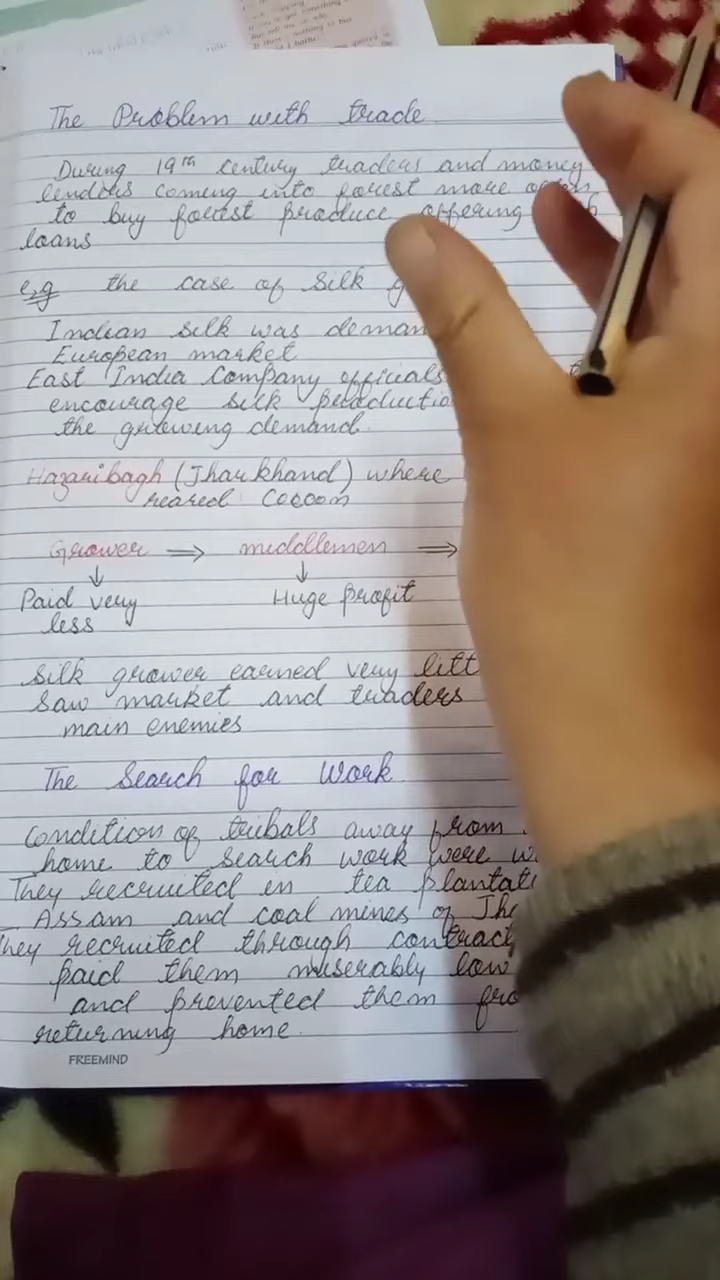 The Problem with trade
During 19th century traders and money
lenders coming into forest more often
to buy forest produce offering
loans
e.g the case of silk g
Indian silk was deman
European market
East India Company officials
encourage silk productio
the growing demand.
Hazaribagh (Jharkhand) where
reared Cocoon
Grower ⇒ middlemen ⇒
↓ ↓
Paid very Huge profit
less
Silk grower earned very litt
saw market and traders
main enemies
The Search for Work
Condition of tribals away from
home to search work were w
They recruited in tea plantati
Assam and coal mines of Jh
They recruited through contract
paid them miserably low
and prevented them fro
returning home.
FREEMIND